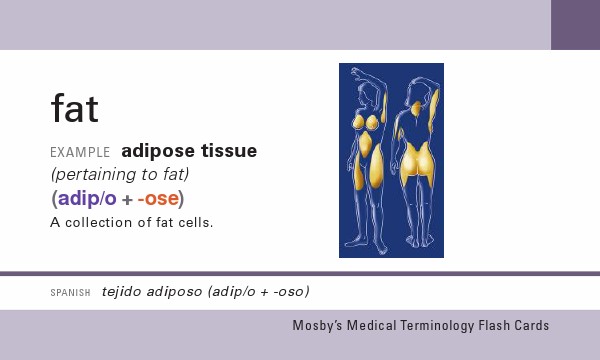 fat
EXAMPLE adipose tissue
(pertaining to fat)
(adip/o + -ose)
A collection of fat cells.
SPANISH tejido adiposo (adip/o + -oso)
Mosby's Medical Terminology Flash Cards